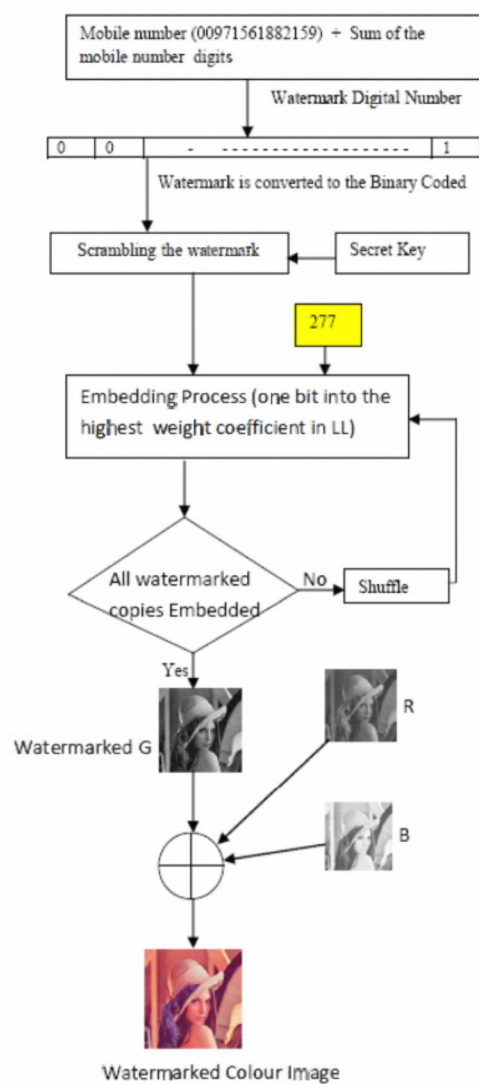 Mobile number (00971561882159) + Sum of the
mobile number digits
Watermark Digital Number
0 0 - ------------------ 1
Watermark is converted to the Binary Coded
Scrambling the watermark
Secret Key
277
Embedding Process (one bit into the
highest weight coefficient in LL)
All watermarked
copies Embedded
No
Shuffle
Yes
Watermarked G
R
B
Watermarked Colour Image